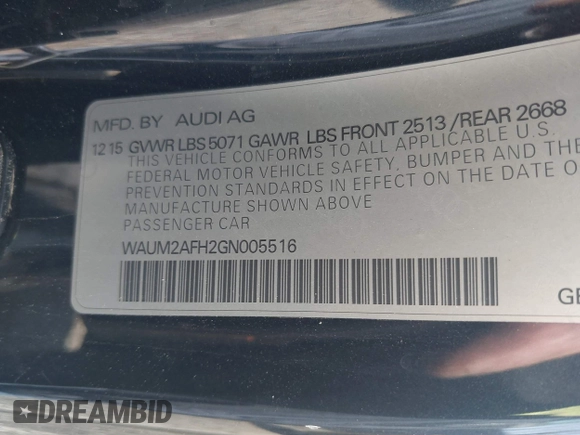 MFD. BY AUDI AG
12 15 GVWR LBS 5071 GAWR LBS FRONT 2513 /REAR 2668
THIS VEHICLE CONFORMS TO ALL APPLICABLE U.S.
FEDERAL MOTOR VEHICLE SAFETY, BUMPER AND THE
PREVENTION STANDARDS IN EFFECT ON THE DATE O
MANUFACTURE SHOWN ABOVE
PASSENGER CAR
WAUM2AFH2GN005516
GE
DREAMBID